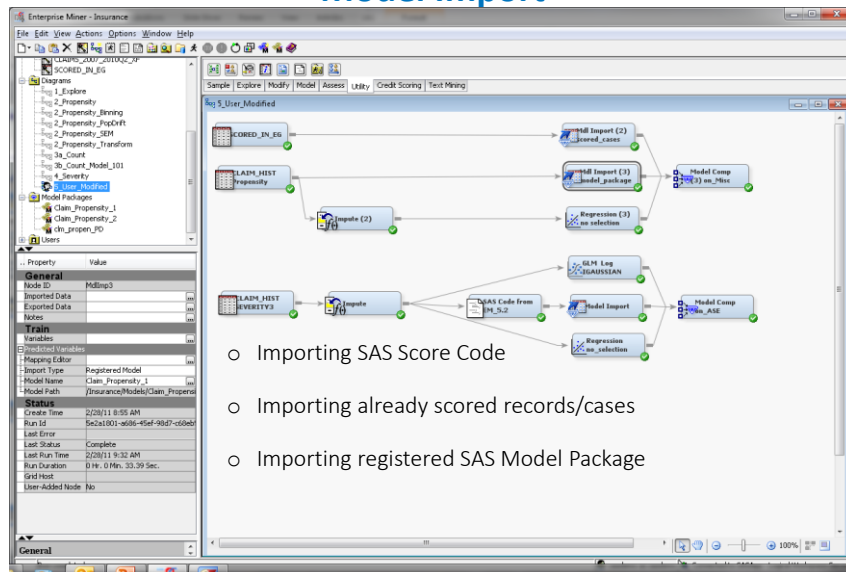 Model Import
Enterprise Miner - Insurance
File Edit View Actions Options Window Help
CLAIMS_2007_2010Q2_XF
SCORED_IN_EG
Diagrams
1_Explore
2_Propensity
2_Propensity_Binning
2_Propensity_PopDrift
2_Propensity_SEM
2_Propensity_Transform
3a_Count
3b_Count_Model_101
4_Severity
5_User_Modified
Model Packages
Claim_Propensity_1
Claim_Propensity_2
clm_propen_PD
Users
.. Property Value
General
Node ID MdlImp3
Imported Data ...
Exported Data ...
Notes ...
Train
Variables ...
Predicted Variables
Mapping Editor ...
Import Type Registered Model
Model Name Claim_Propensity_1 ...
Model Path /Insurance/Models/Claim_Propens
Status
Create Time 2/28/11 8:55 AM
Run Id 5e2a1801-a686-45ef-98d7-c68eb
Last Error
Last Status Complete
Last Run Time 2/28/11 9:32 AM
Run Duration 0 Hr. 0 Min. 33.39 Sec.
Grid Host
User-Added Node No
General
Sample Explore Modify Model Assess Utility Credit Scoring Text Mining
5_User_Modified
SCORED_IN_EG
Mdl Import (2)
scored_cases
CLAIM_HIST
Propensity
Mdl Import (3)
model_package
Model Comp
(3) on_Misc
Impute (2)
Regression (3)
no selection
GLM Log
IGAUSSIAN
CLAIM_HIST
SEVERITY3
Impute
SAS Code from
EM_5.2
Model Import
Model Comp
on_ASE
Regression
no_selection
o Importing SAS Score Code
o Importing already scored records/cases
o Importing registered SAS Model Package
100%